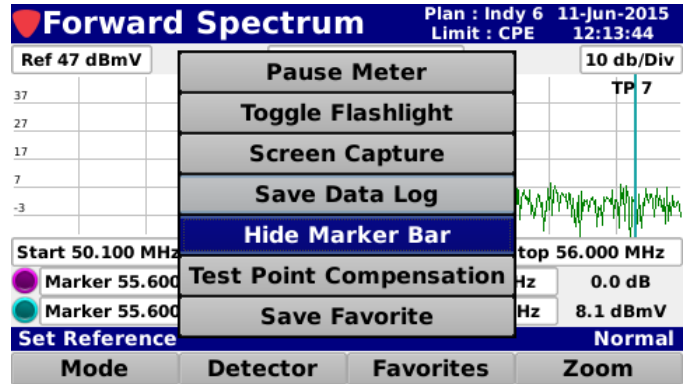 Forward Spectrum
Plan : Indy 6 11-Jun-2015
Limit : CPE 12:13:44
Ref 47 dBmV
10 db/Div
Pause Meter
TP 7
37
Toggle Flashlight
27
Screen Capture
17
7
Save Data Log
-3
Hide Marker Bar
Start 50.100 MHz
top 56.000 MHz
Test Point Compensation
Marker 55.600
Hz 0.0 dB
Save Favorite
Marker 55.600
Hz 8.1 dBmV
Set Reference Normal
Mode Detector Favorites Zoom